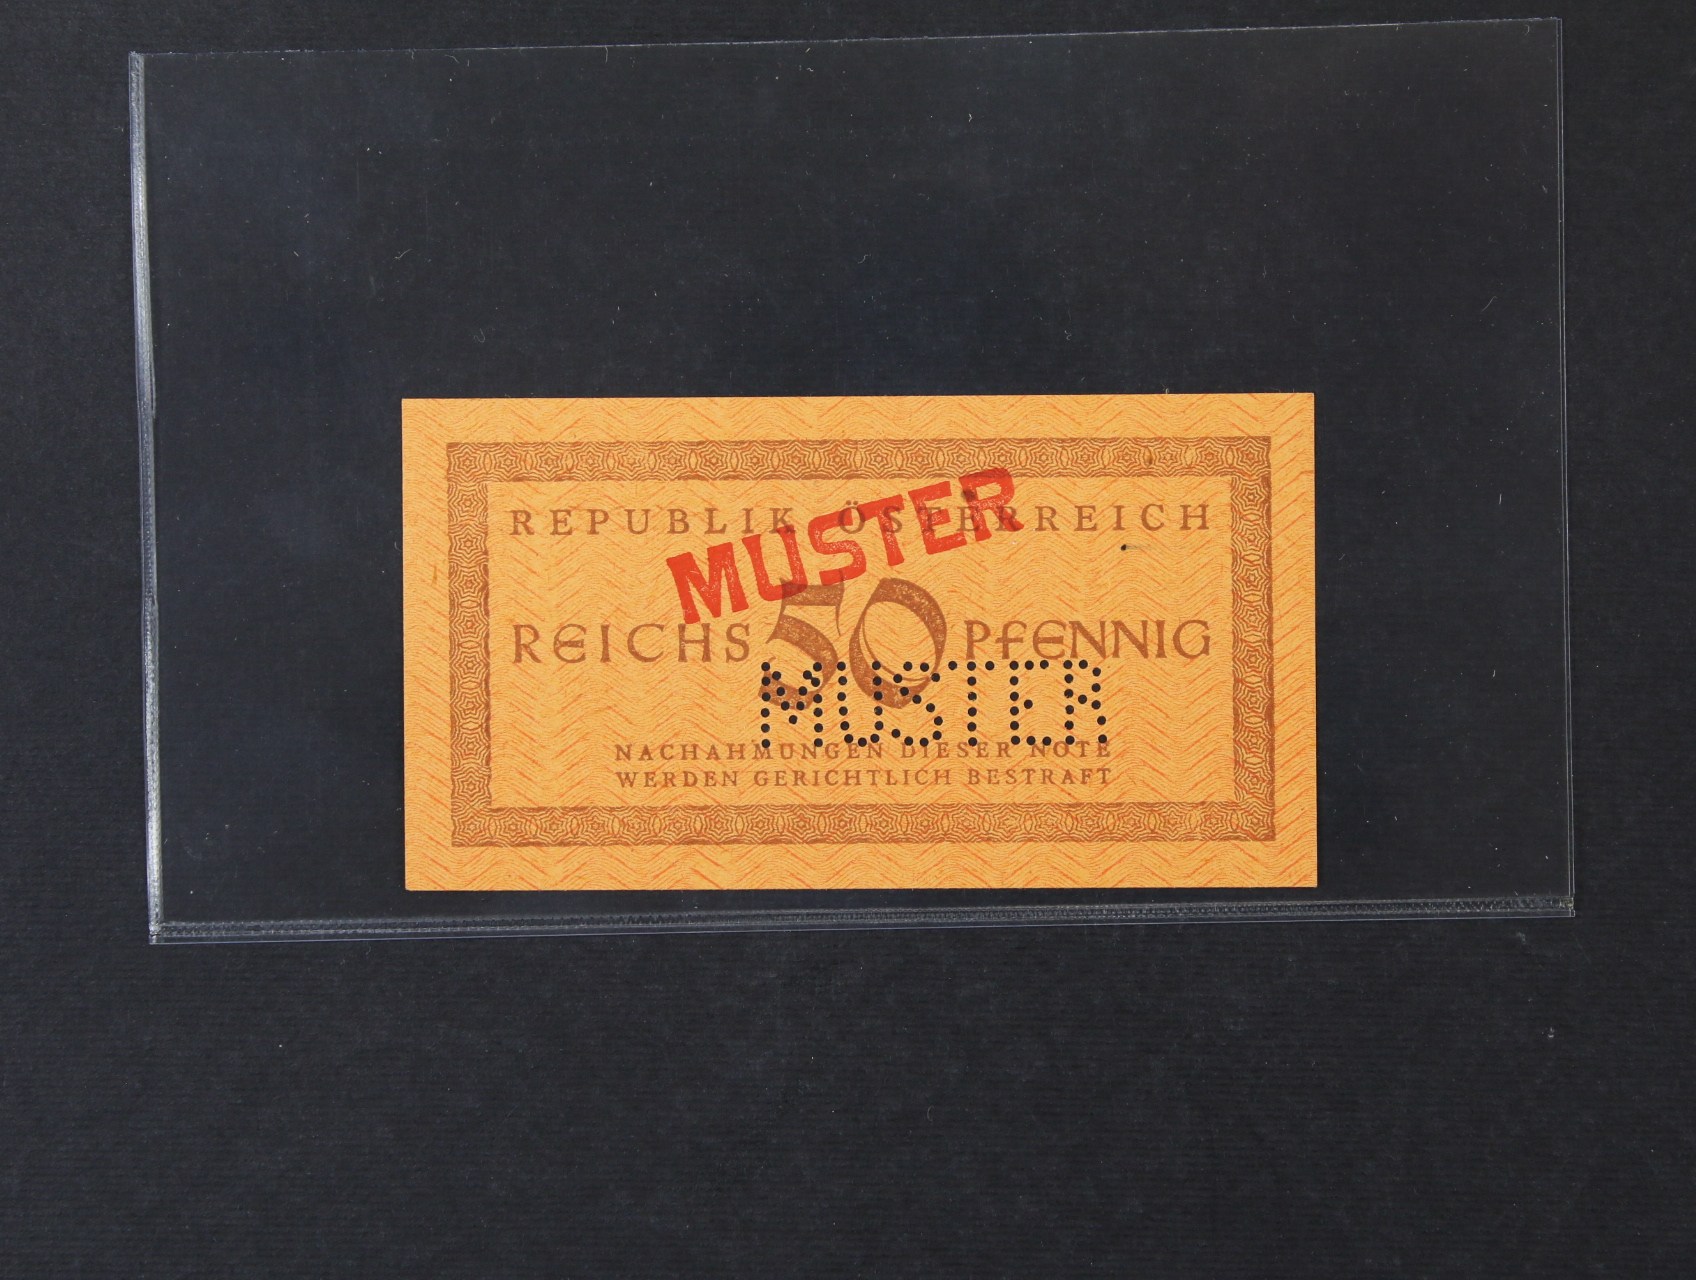 REPUBLIK ÖSTERREICH
MUSTER
REICHS 50 PFENNIG
MUSTER
NACHAHMUNGEN DIESER NOTE
WERDEN GERICHTLICH BESTRAFT